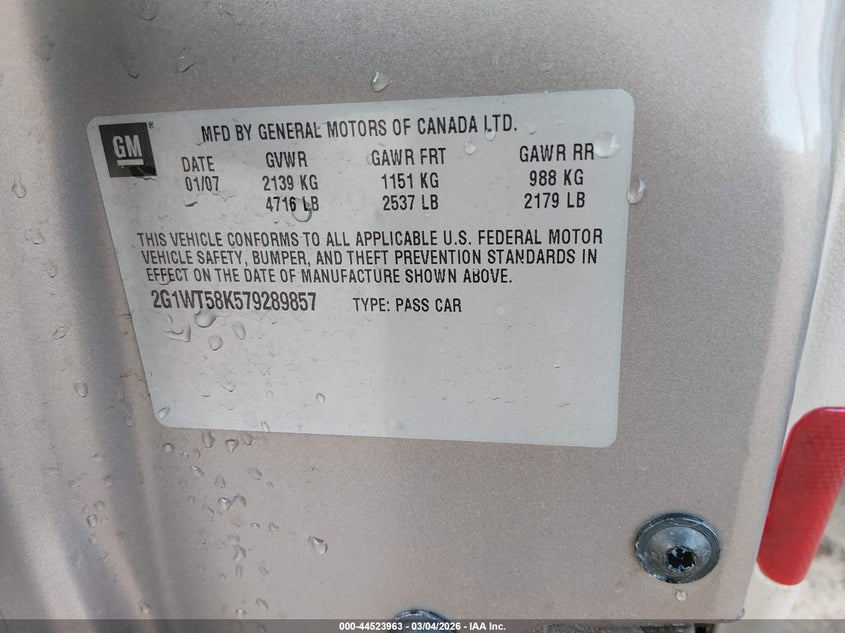 GM
MFD BY GENERAL MOTORS OF CANADA LTD.
DATE GVWR GAWR FRT GAWR RR
01/07 2139 KG 1151 KG 988 KG
4716 LB 2537 LB 2179 LB
THIS VEHICLE CONFORMS TO ALL APPLICABLE U.S. FEDERAL MOTOR
VEHICLE SAFETY, BUMPER, AND THEFT PREVENTION STANDARDS IN
EFFECT ON THE DATE OF MANUFACTURE SHOWN ABOVE.
2G1WT58K579289857 TYPE: PASS CAR
000-44523963 - 03/04/2026 - IAA Inc.